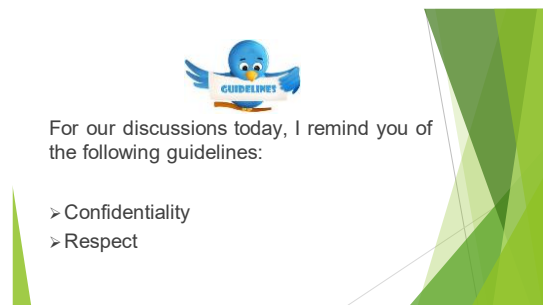 GUIDELINES
For our discussions today, I remind you of
the following guidelines:
➢Confidentiality
➢Respect